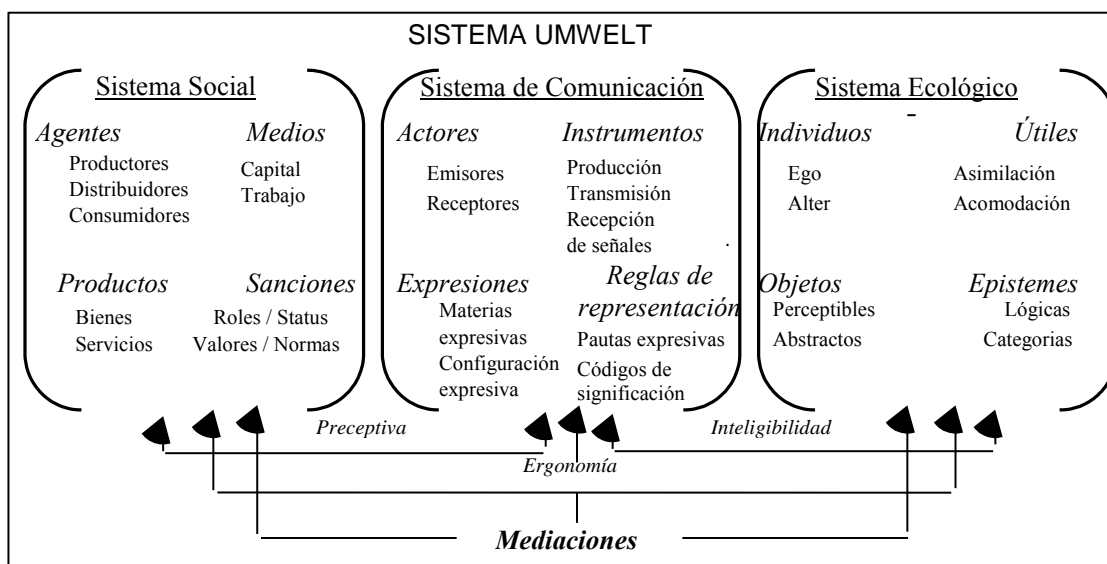 SISTEMA UMWELT
Sistema Social
Agentes
Productores
Distribuidores
Consumidores
Medios
Capital
Trabajo
Productos
Bienes
Servicios
Sanciones
Roles / Status
Valores / Normas
Sistema de Comunicación
Actores
Emisores
Receptores
Instrumentos
Producción
Transmisión
Recepción
de señales
Expresiones
Materias
expresivas
Configuración
expresiva
Reglas de
representación
Pautas expresivas
Códigos de
significación
Sistema Ecológico
Individuos
Ego
Alter
Útiles
Asimilación
Acomodación
Objetos
Perceptibles
Abstractos
Epistemes
Lógicas
Categorias
Preceptiva
Inteligibilidad
Ergonomía
Mediaciones